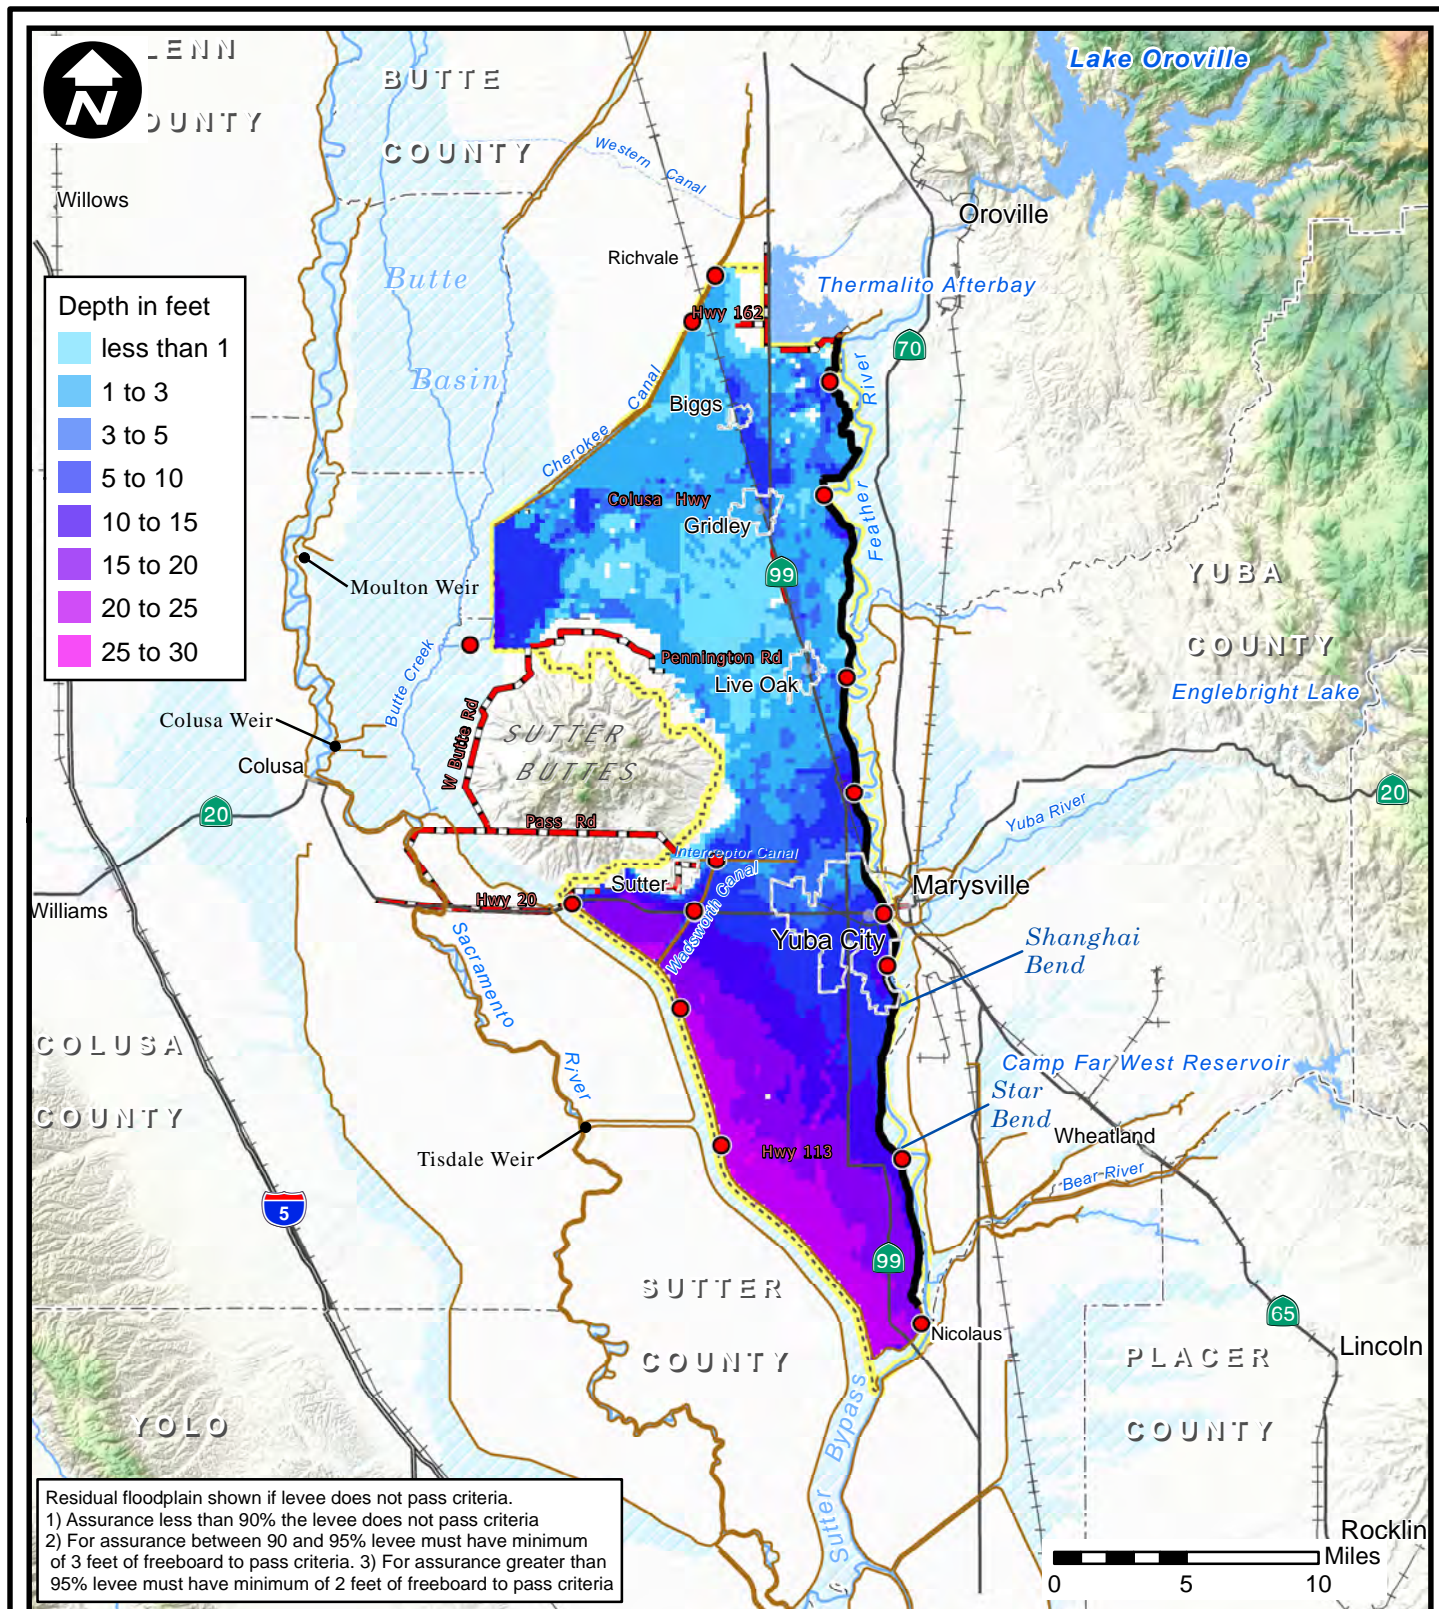 N
LENN
OUNTY
BUTTE
COUNTY
Lake Oroville
Western Canal
Willows
Oroville
Richvale
Butte
Basin
Thermalito Afterbay
Depth in feet
less than 1
1 to 3
3 to 5
5 to 10
10 to 15
15 to 20
20 to 25
25 to 30
Hwy 162
70
Feather River
Biggs
Cherokee Canal
Colusa Hwy
Gridley
99
Moulton Weir
YUBA
COUNTY
Butte Creek
Pennington Rd
Live Oak
Englebright Lake
Colusa Weir
W Butte Rd
SUTTER
BUTTES
Colusa
20
20
Yuba River
Pass Rd
Interceptor Canal
Sutter
Wadsworth Canal
Marysville
Hwy 20
Williams
Yuba City
Shanghai
Bend
Sacramento River
COLUSA
COUNTY
Camp Far West Reservoir
Star
Bend
Wheatland
Tisdale Weir
Hwy 113
Bear River
5
99
SUTTER
COUNTY
Nicolaus
65
Lincoln
PLACER
COUNTY
YOLO
Sutter Bypass
Residual floodplain shown if levee does not pass criteria.
1) Assurance less than 90% the levee does not pass criteria
2) For assurance between 90 and 95% levee must have minimum
of 3 feet of freeboard to pass criteria. 3) For assurance greater than
95% levee must have minimum of 2 feet of freeboard to pass criteria
Rocklin
Miles
0 5 10